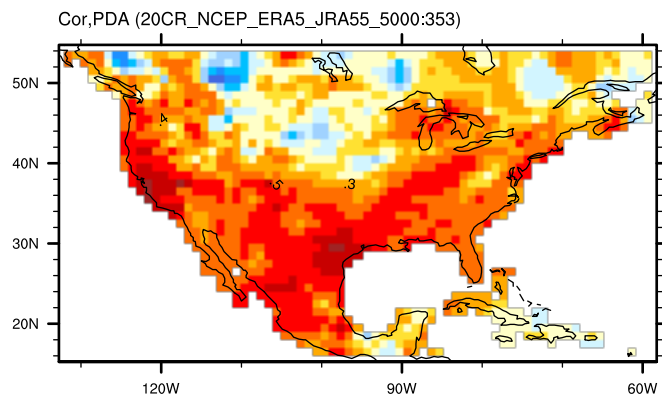 Cor,PDA (20CR_NCEP_ERA5_JRA55_5000:353)
50N
40N
30N
20N
.4
.5
.3
120W
90W
60W